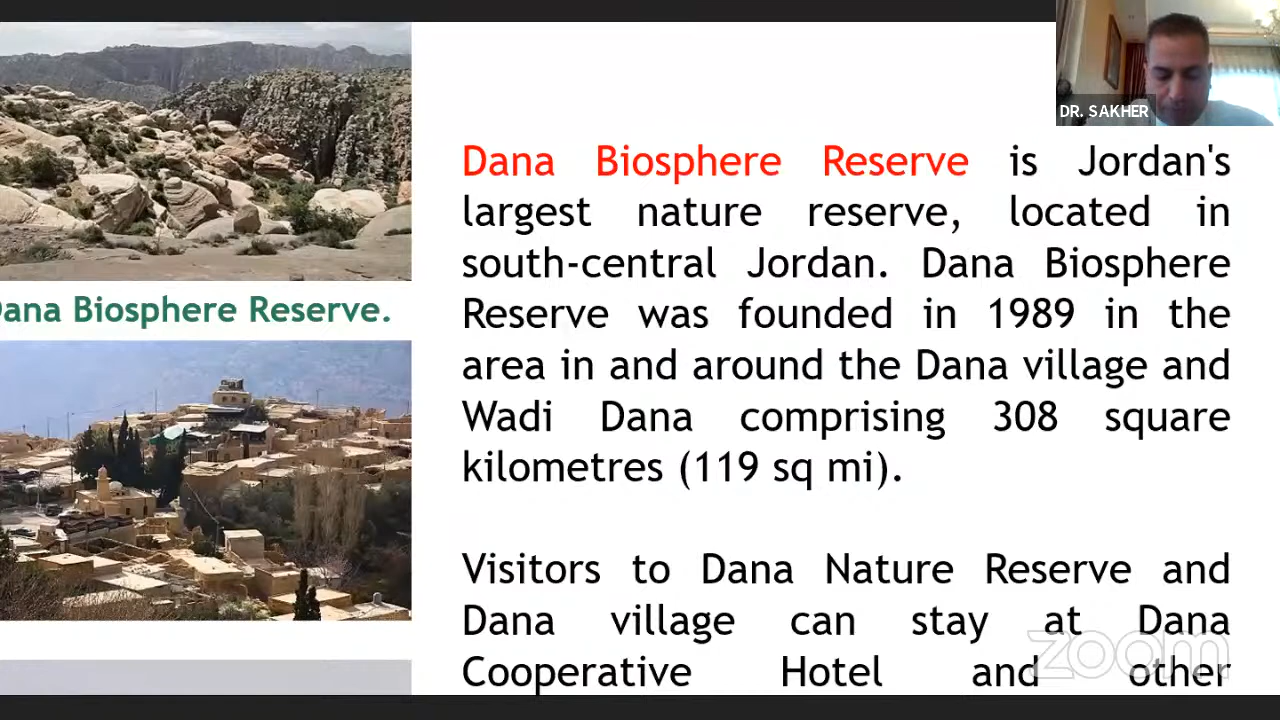 DR. SAKHER
Dana Biosphere Reserve is Jordan's
largest nature reserve, located in
south-central Jordan. Dana Biosphere
Reserve was founded in 1989 in the
area in and around the Dana village and
Wadi Dana comprising 308 square
kilometres (119 sq mi).
Visitors to Dana Nature Reserve and
Dana village can stay at Dana
Cooperative Hotel and other
Dana Biosphere Reserve.
zoom